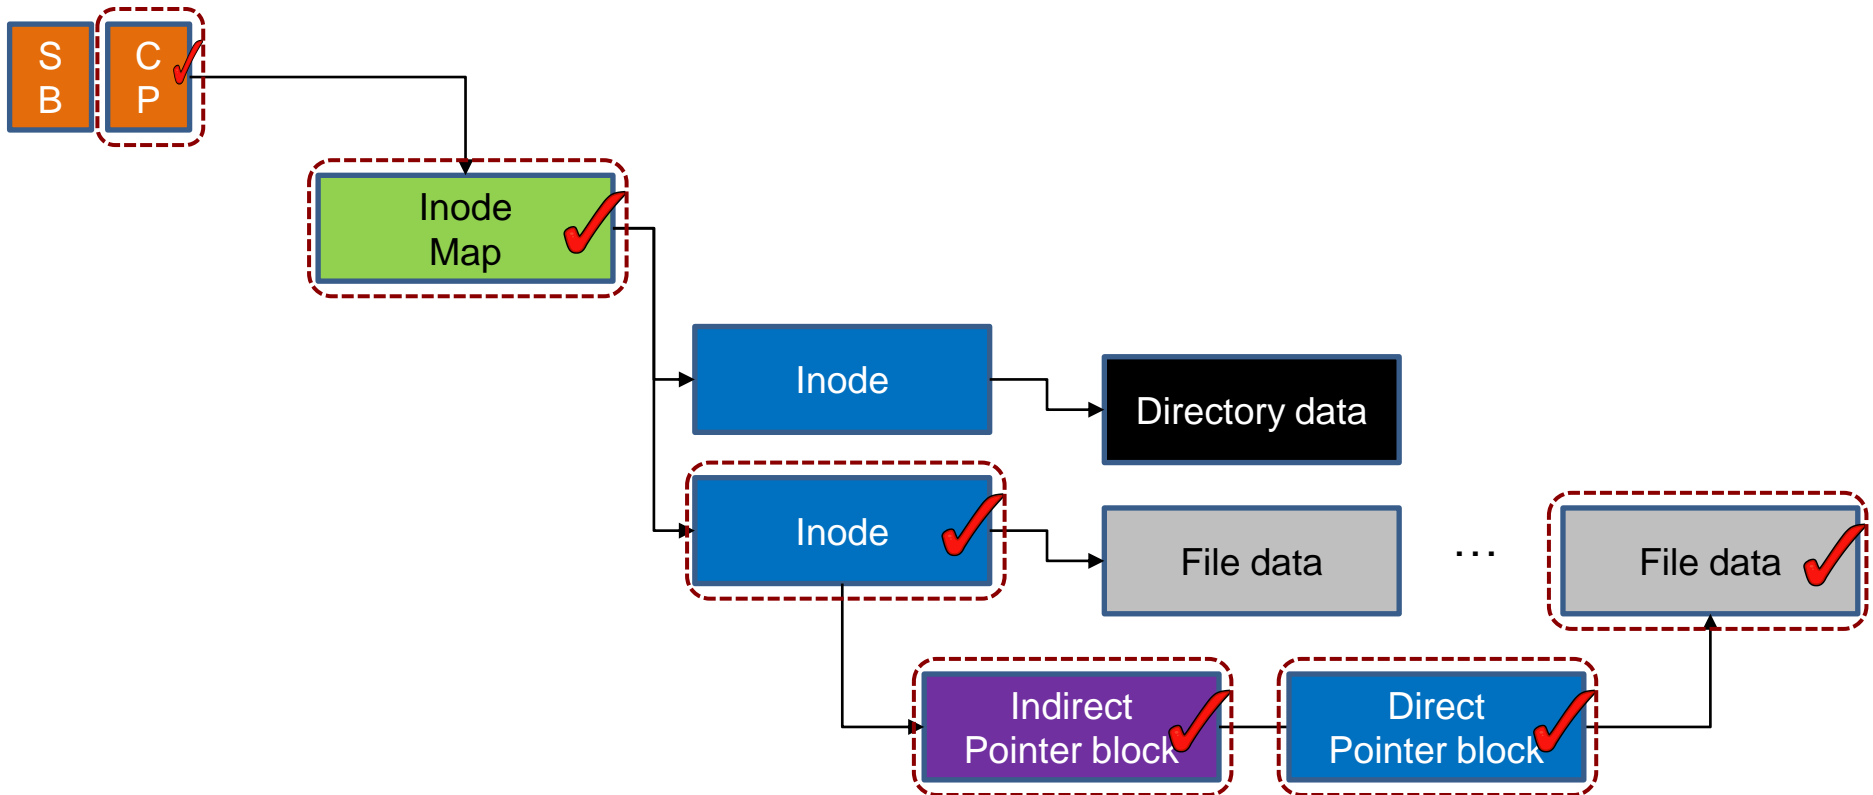 S
B
C
P
Inode
Map
Inode
Directory data
Inode
File data
...
File data
Indirect
Pointer block
Direct
Pointer block